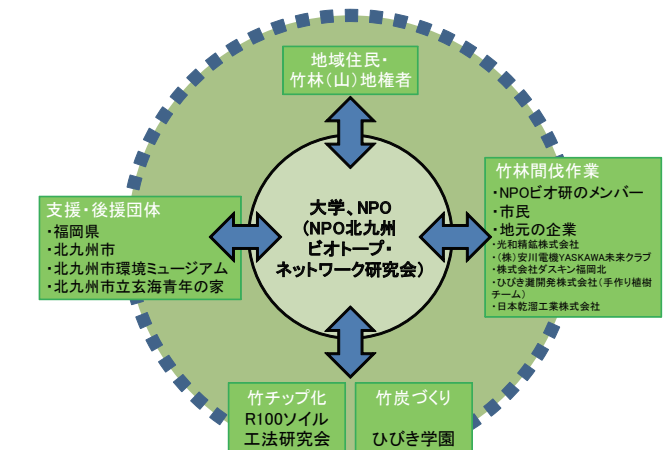 地域住民・
竹林（山）地権者
竹林間伐作業
・NPOビオ研のメンバー
・市民
・地元の企業
・光和精鉱株式会社
・（株）安川電機YASKAWA未来クラブ
・株式会社ダスキン福岡北
・ひびき灘開発株式会社（手作り植樹
チーム）
・日本乾溜工業株式会社
大学、NPO
（NPO北九州
ビオトープ・
ネットワーク研究会）
支援・後援団体
・福岡県
・北九州市
・北九州市環境ミュージアム
・北九州市立玄海青年の家
竹チップ化
R100ソイル
工法研究会
竹炭づくり
ひびき学園